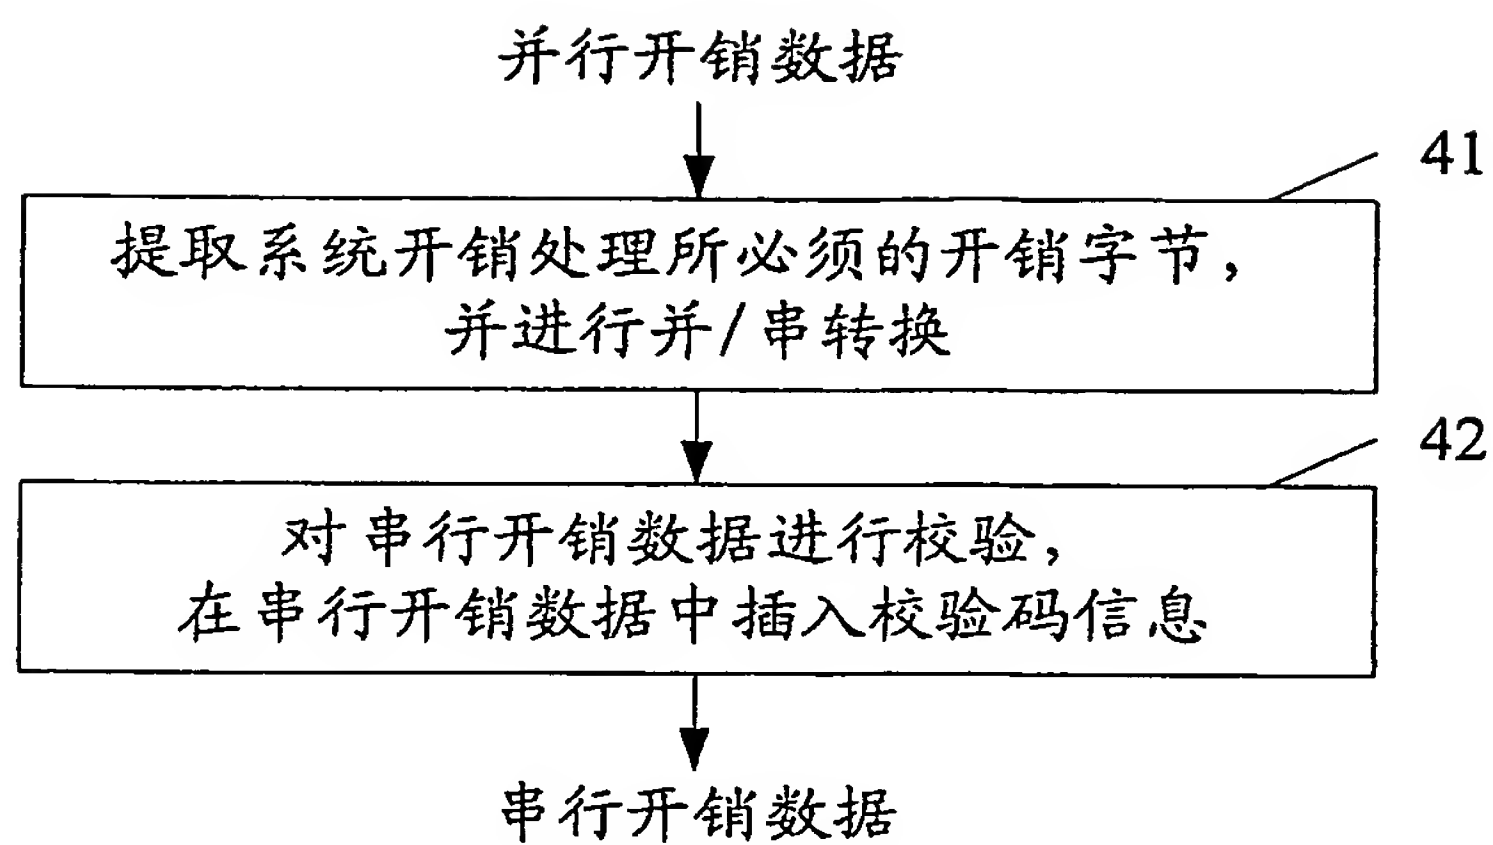 并行开销数据
41
提取系统开销处理所必须的开销字节，
并进行并/串转换
42
对串行开销数据进行校验，
在串行开销数据中插入校验码信息
串行开销数据